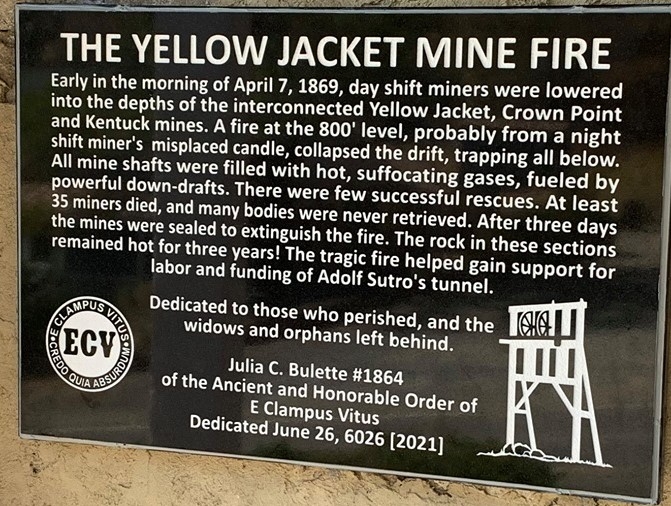 THE YELLOW JACKET MINE FIRE
Early in the morning of April 7, 1869, day shift miners were lowered
into the depths of the interconnected Yellow Jacket, Crown Point
and Kentuck mines. A fire at the 800' level, probably from a night
shift miner's misplaced candle, collapsed the drift, trapping all below.
All mine shafts were filled with hot, suffocating gases, fueled by
powerful down-drafts. There were few successful rescues. At least
35 miners died, and many bodies were never retrieved. After three days
the mines were sealed to extinguish the fire. The rock in these sections
remained hot for three years! The tragic fire helped gain support for
labor and funding of Adolf Sutro's tunnel.
Dedicated to those who perished, and the
widows and orphans left behind.
E CLAMPUS VITUS
ECV
CREDO QUIA ABSURDUM
Julia C. Bulette #1864
of the Ancient and Honorable Order of
E Clampus Vitus
Dedicated June 26, 6026 [2021]